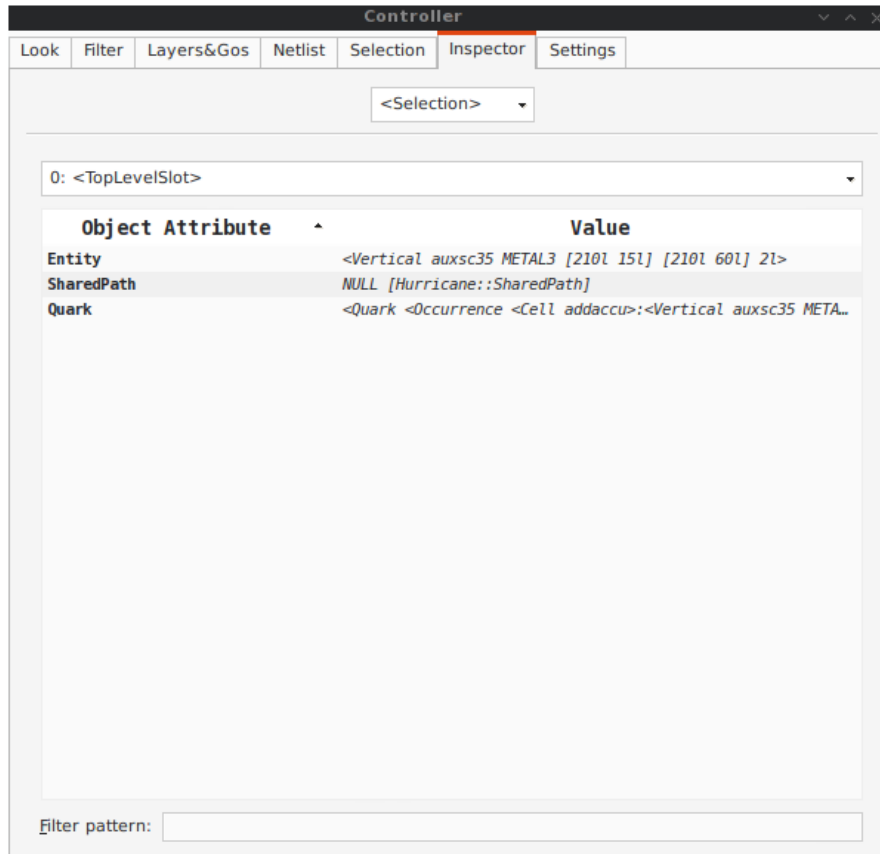 Controller
Look Filter Layers&Gos Netlist Selection Inspector Settings
<Selection>
0: <TopLevelSlot>
Object Attribute Value
Entity <Vertical auxsc35 METAL3 [210l 15l] [210l 60l] 2l>
SharedPath NULL [Hurricane::SharedPath]
Quark <Quark <Occurrence <Cell addaccu>:<Vertical auxsc35 META…
Filter pattern: